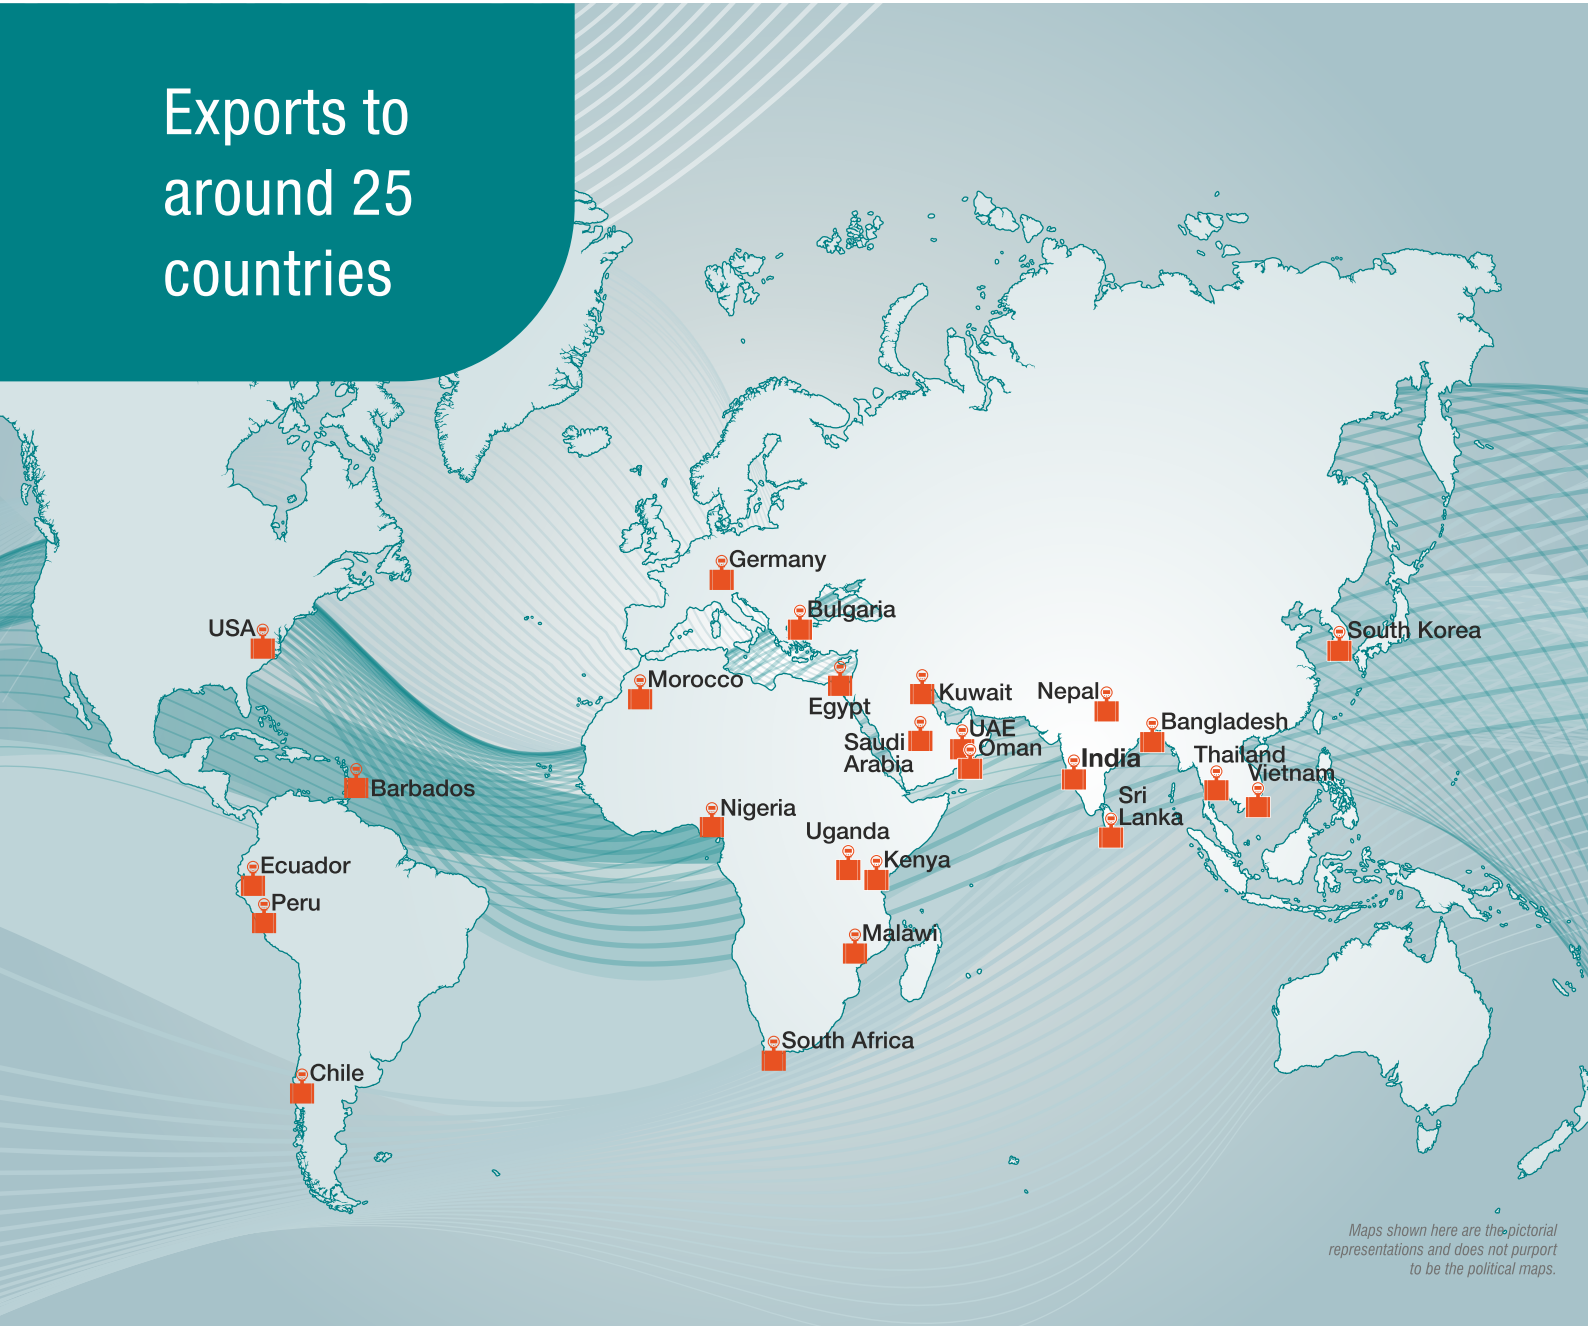 Exports to
around 25
countries
Germany
Bulgaria
USA
South Korea
Morocco
Egypt
Kuwait
Nepal
Bangladesh
Saudi
Arabia
UAE
Oman
India
Thailand
Vietnam
Barbados
Sri
Lanka
Nigeria
Uganda
Kenya
Ecuador
Peru
Malawi
South Africa
Chile
Maps shown here are the pictorial
representations and does not purport
to be the political maps.